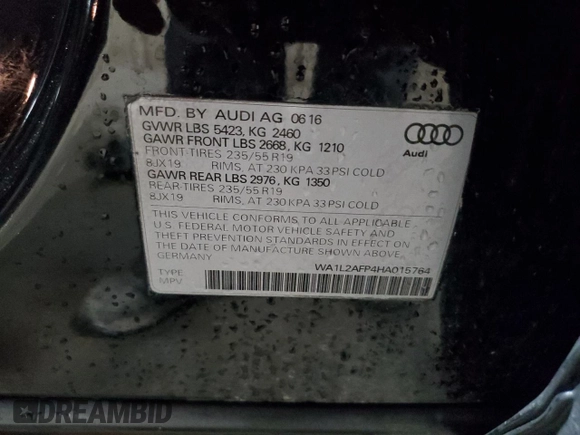 MFD. BY AUDI AG 06 16
GVWR LBS 5423, KG 2460
GAWR FRONT LBS 2668, KG 1210
FRONT-TIRES 235/55 R19
8JX19 RIMS, AT 230 KPA 33 PSI COLD
GAWR REAR LBS 2976, KG 1350
REAR-TIRES 235/55 R19
8JX19 RIMS, AT 230 KPA 33 PSI COLD
THIS VEHICLE CONFORMS TO ALL APPLICABLE
U.S. FEDERAL MOTOR VEHICLE SAFETY AND
THEFT PREVENTION STANDARDS IN EFFECT ON
THE DATE OF MANUFACTURE SHOWN ABOVE.
GERMANY
WA1L2AFP4HA015764
TYPE
MPV
Audi
DREAMBID